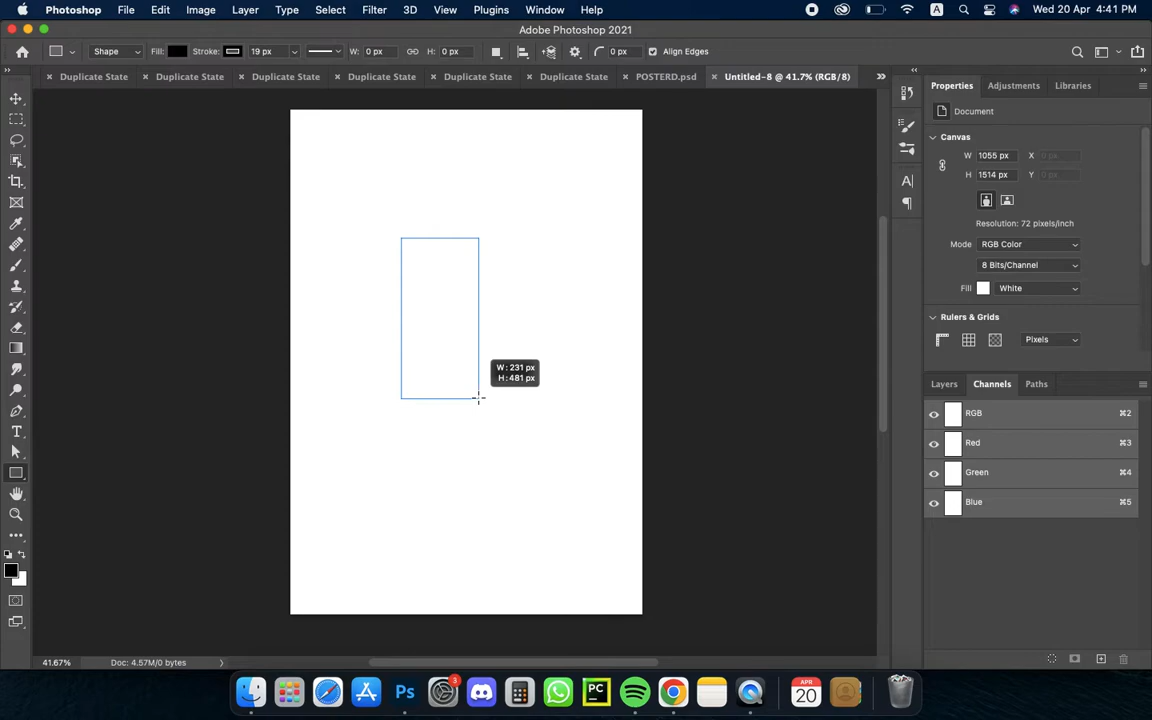 Photoshop File Edit Image Layer Type Select Filter 3D View Plugins Window Help A Wed 20 Apr 4:41 PM
Adobe Photoshop 2021
Shape Fill: Stroke: 19 px W: 0 px H: 0 px 0 px Align Edges
Duplicate State Duplicate State Duplicate State Duplicate State Duplicate State Duplicate State POSTERD.psd Untitled-8 @ 41.7% (RGB/8)
Properties Adjustments Libraries
Document
Canvas
W 1055 px X 0 px
H 1514 px Y 0 px
Resolution: 72 pixels/inch
Mode RGB Color
8 Bits/Channel
Fill White
Rulers & Grids
Pixels
W: 231 px
H: 481 px
Layers Channels Paths
RGB ⌘2
Red ⌘3
Green ⌘4
Blue ⌘5
41.67% Doc: 4.57M/0 bytes
Ps 3 PC APR 20